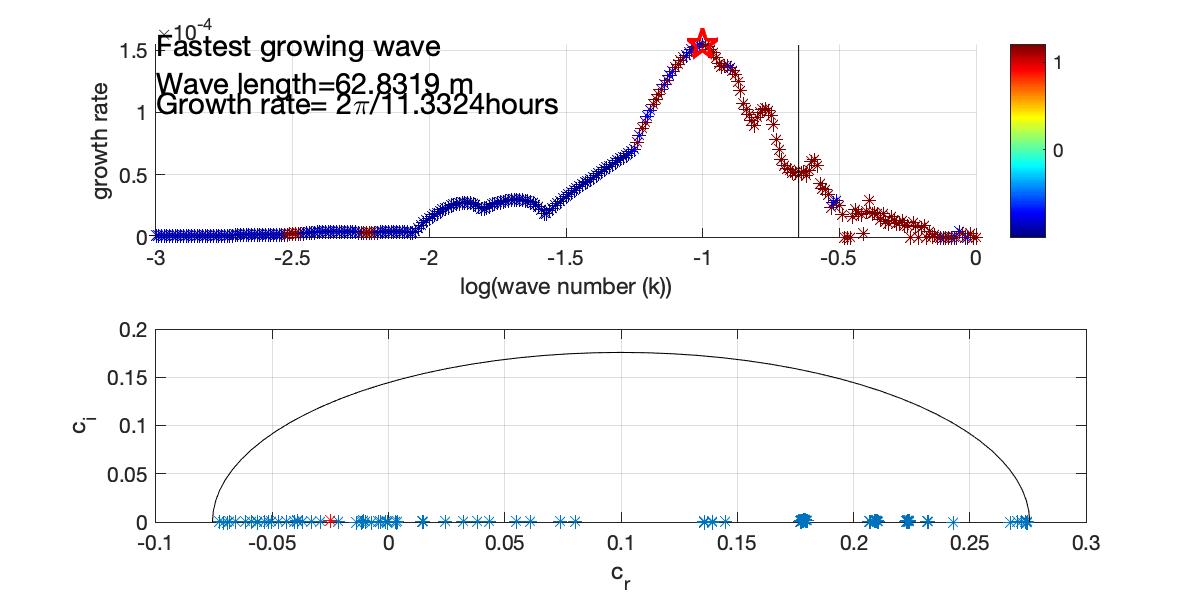 ×10-4
Fastest growing wave
Wave length=62.8319 m
Growth rate= 2π/11.3324hours
1.5
1
0.5
0
growth rate
-3 -2.5 -2 -1.5 -1 -0.5 0
log(wave number (k))
1
0
0.2
0.15
0.1
0.05
0
ci
-0.1 -0.05 0 0.05 0.1 0.15 0.2 0.25 0.3
cr